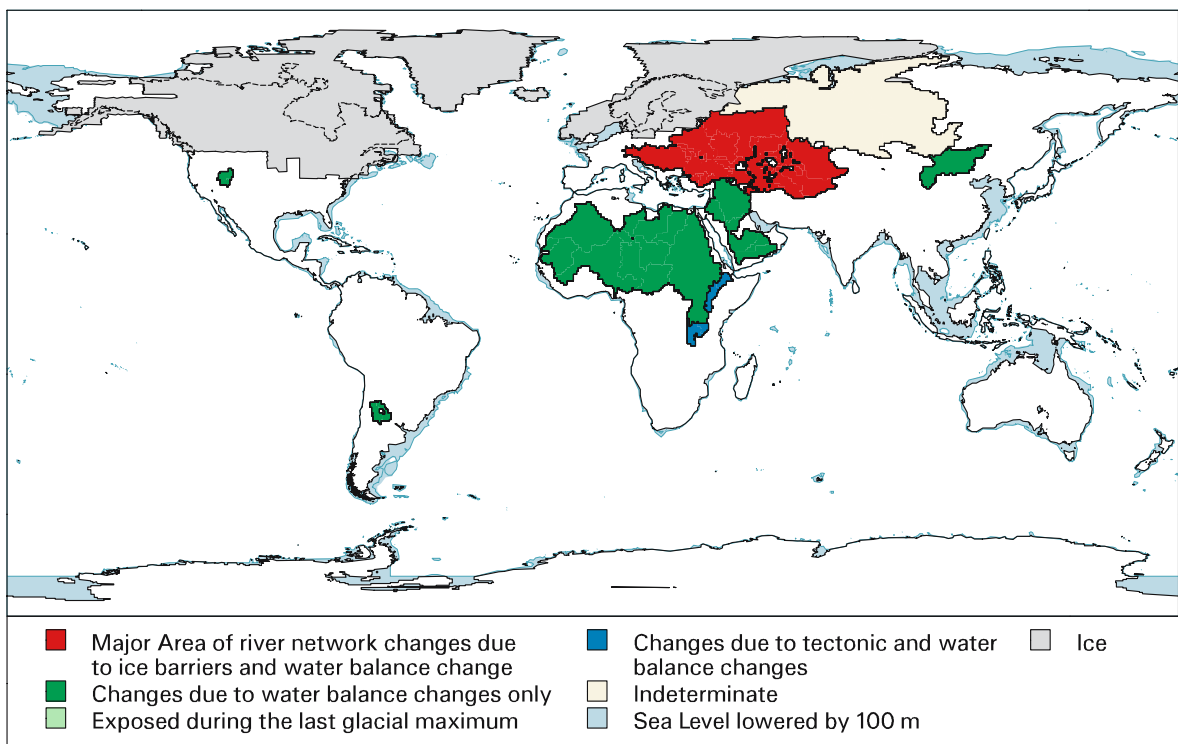 Major Area of river network changes due
to ice barriers and water balance change
Changes due to water balance changes only
Exposed during the last glacial maximum
Changes due to tectonic and water
balance changes
Indeterminate
Sea Level lowered by 100 m
Ice